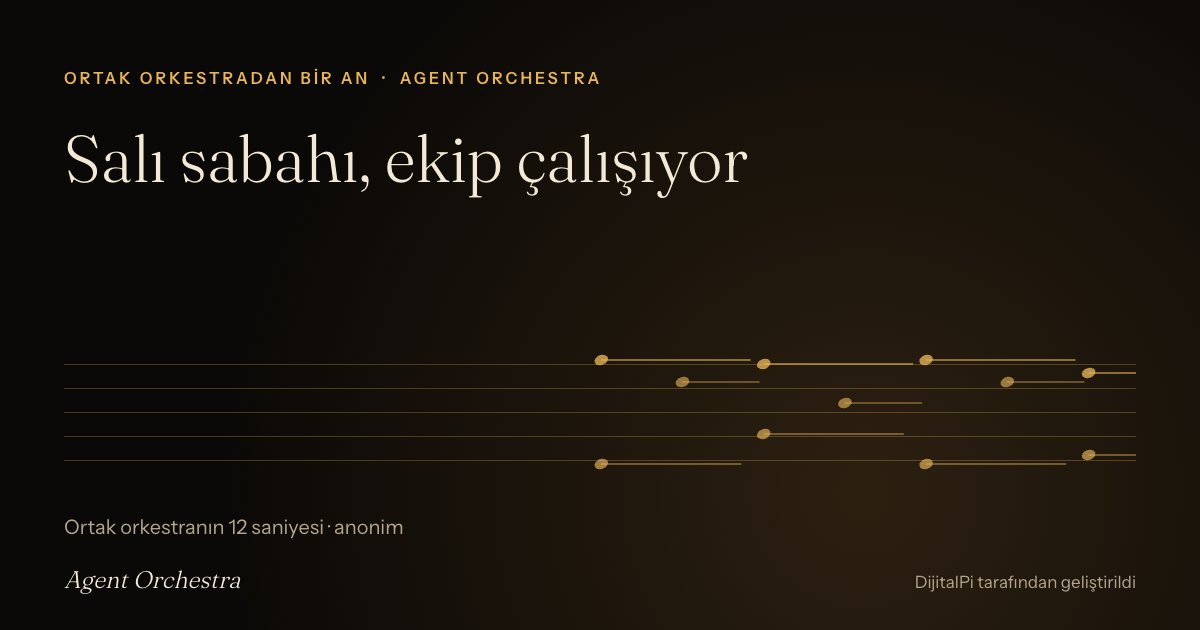 ORTAK ORKESTRADAN BİR AN · AGENT ORCHESTRA
Salı sabahı, ekip çalışıyor
Ortak orkestranın 12 saniyesi · anonim
Agent Orchestra
DijitalPi tarafından geliştirildi